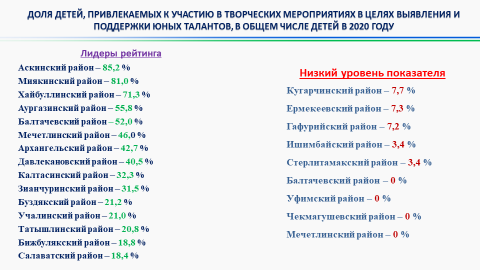 ДОЛЯ ДЕТЕЙ, ПРИВЛЕКАЕМЫХ К УЧАСТИЮ В ТВОРЧЕСКИХ МЕРОПРИЯТИЯХ В ЦЕЛЯХ ВЫЯВЛЕНИЯ И
ПОДДЕРЖКИ ЮНЫХ ТАЛАНТОВ, В ОБЩЕМ ЧИСЛЕ ДЕТЕЙ В 2020 ГОДУ
Лидеры рейтинга
Аскинский район – 85,2 %
Миякинский район – 81,0 %
Хайбуллинский район – 71,3 %
Аургазинский район – 55,8 %
Балтачевский район – 52,0 %
Мечетлинский район – 46,0 %
Архангельский район – 42,7 %
Давлекановский район – 40,5 %
Калтасинский район – 32,3 %
Зианчуринский район – 31,5 %
Буздякский район – 21,2 %
Учалинский район – 21,0 %
Татышлинский район – 20,8 %
Бижбулякский район – 18,8 %
Салаватский район – 18,4 %
Низкий уровень показателя
Кугарчинский район – 7,7 %
Ермекеевский район – 7,3 %
Гафурийский район – 7,2 %
Ишимбайский район – 3,4 %
Стерлитамакский район – 3,4 %
Балтачевский район – 0 %
Уфимский район – 0 %
Чекмагушевский район – 0 %
Мечетлинский район – 0 %